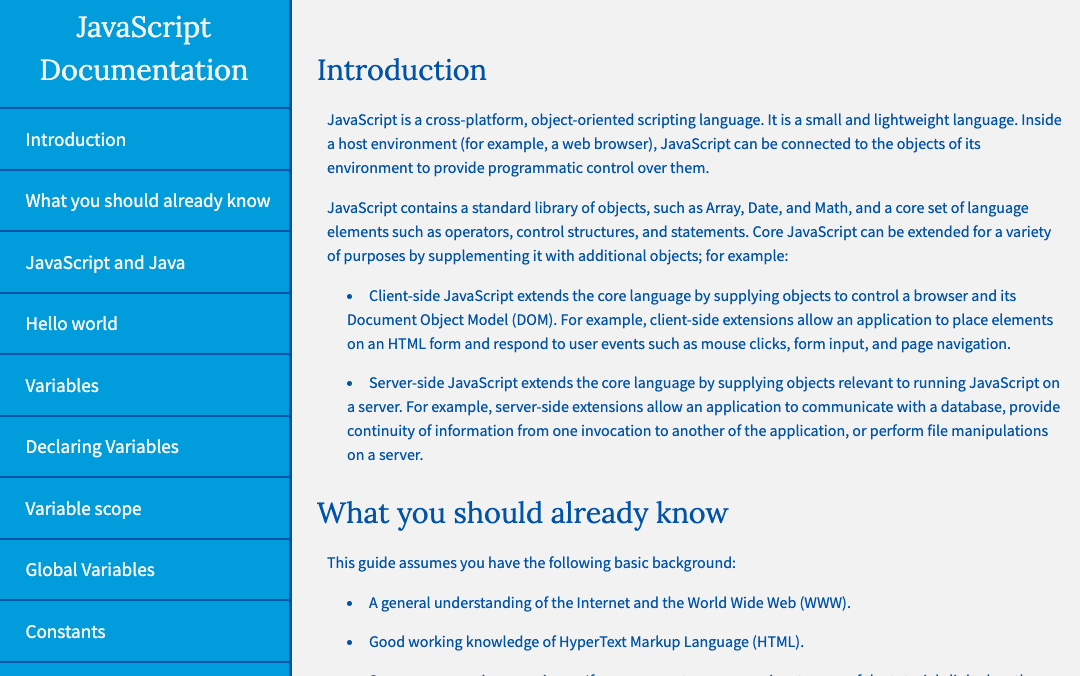 JavaScript
Documentation
Introduction
What you should already know
JavaScript and Java
Hello world
Variables
Declaring Variables
Variable scope
Global Variables
Constants
Introduction
JavaScript is a cross-platform, object-oriented scripting language. It is a small and lightweight language. Inside
a host environment (for example, a web browser), JavaScript can be connected to the objects of its
environment to provide programmatic control over them.
JavaScript contains a standard library of objects, such as Array, Date, and Math, and a core set of language
elements such as operators, control structures, and statements. Core JavaScript can be extended for a variety
of purposes by supplementing it with additional objects; for example:
• Client-side JavaScript extends the core language by supplying objects to control a browser and its
Document Object Model (DOM). For example, client-side extensions allow an application to place elements
on an HTML form and respond to user events such as mouse clicks, form input, and page navigation.
• Server-side JavaScript extends the core language by supplying objects relevant to running JavaScript on
a server. For example, server-side extensions allow an application to communicate with a database, provide
continuity of information from one invocation to another of the application, or perform file manipulations
on a server.
What you should already know
This guide assumes you have the following basic background:
• A general understanding of the Internet and the World Wide Web (WWW).
• Good working knowledge of HyperText Markup Language (HTML).